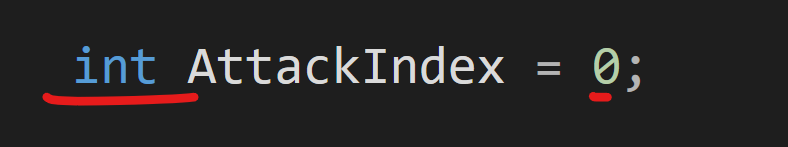 int AttackIndex = 0;